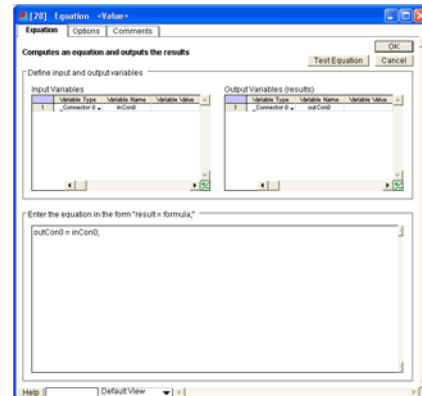 [28] Equation <Value>
Equation Options Comments
Computes an equation and outputs the results
OK
Test Equation Cancel
Define input and output variables
Input Variables
Output Variables (results)
Variable Type Variable Name Variable Value
Variable Type Variable Name Variable Value
1 _Connector 0 inCon0
1 _Connector 0 outCon0
Enter the equation in the form "result = formula;"
outCon0 = inCon0;
Help Default View